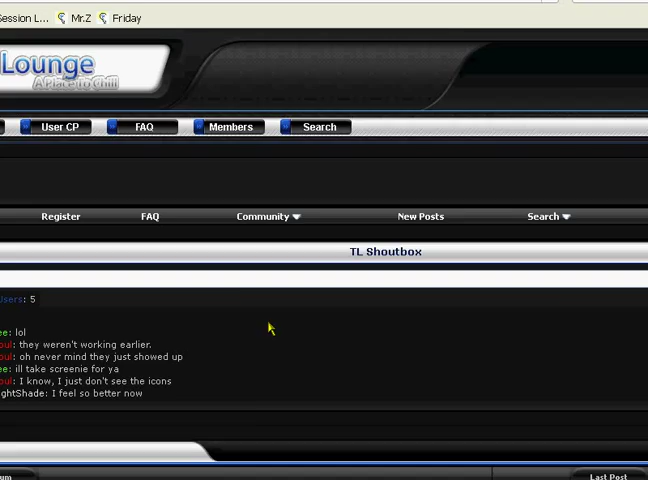 Session L... Mr.Z Friday
Lounge
A Place to Chill
User CP FAQ Members Search
Register FAQ Community New Posts Search
TL Shoutbox
Users: 5
ee: lol
oul: they weren't working earlier.
oul: oh never mind they just showed up
ee: ill take screenie for ya
oul: I know, I just don't see the icons
ghtShade: I feel so better now
um Last Post